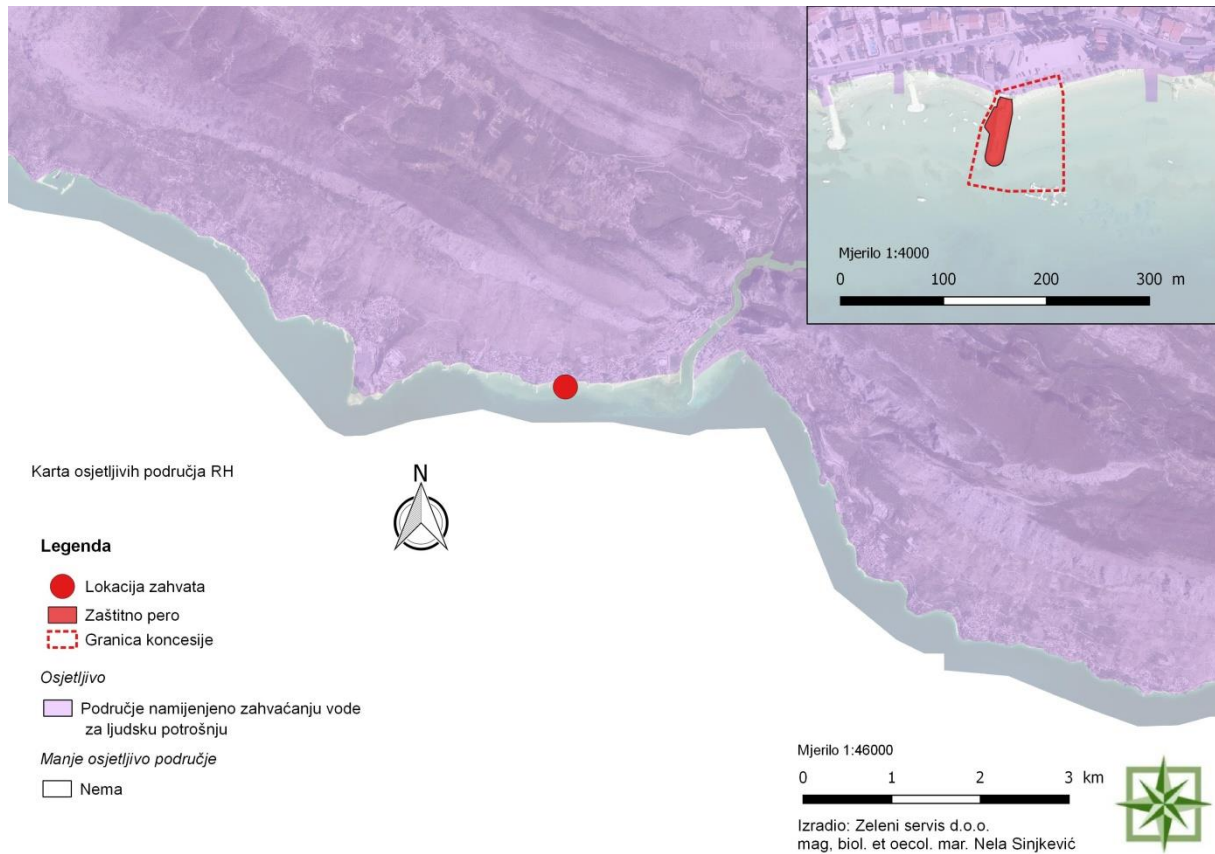 Mjerilo 1:4000
0 100 200 300 m
Karta osjetljivih područja RH
N
Legenda
Lokacija zahvata
Zaštitno pero
Granica koncesije
Osjetljivo
Područje namijenjeno zahvaćanju vode
za ljudsku potrošnju
Manje osjetljivo područje
Nema
Mjerilo 1:46000
0 1 2 3 km
Izradio: Zeleni servis d.o.o.
mag, biol. et oecol. mar. Nela Sinjkević